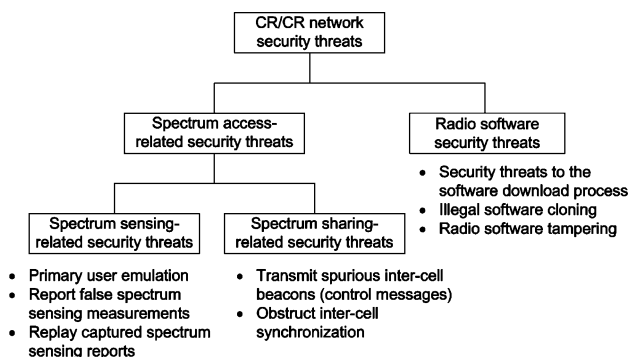 CR/CR network
security threats
Spectrum access-
related security threats
Radio software
security threats
• Security threats to the
software download process
• Illegal software cloning
• Radio software tampering
Spectrum sensing-
related security threats
Spectrum sharing-
related security threats
• Primary user emulation
• Report false spectrum
sensing measurements
• Replay captured spectrum
sensing reports
• Transmit spurious inter-cell
beacons (control messages)
• Obstruct inter-cell
synchronization